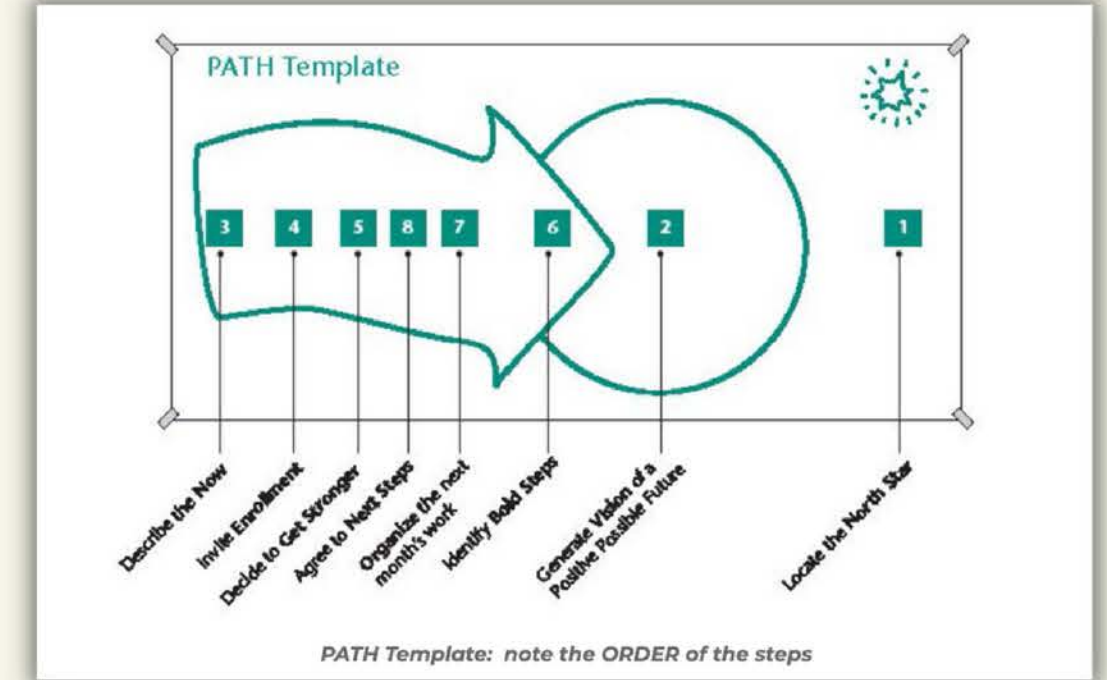 PATH Template
3
4
5
8
7
6
2
1
Describe the Now
Invite Enrollment
Decide to Get Stronger
Agree to Next Steps
Organize the next
month's work
Identify Bold Steps
Generate Vision of a
Positive Possible Future
Locate the North Star
PATH Template: note the ORDER of the steps